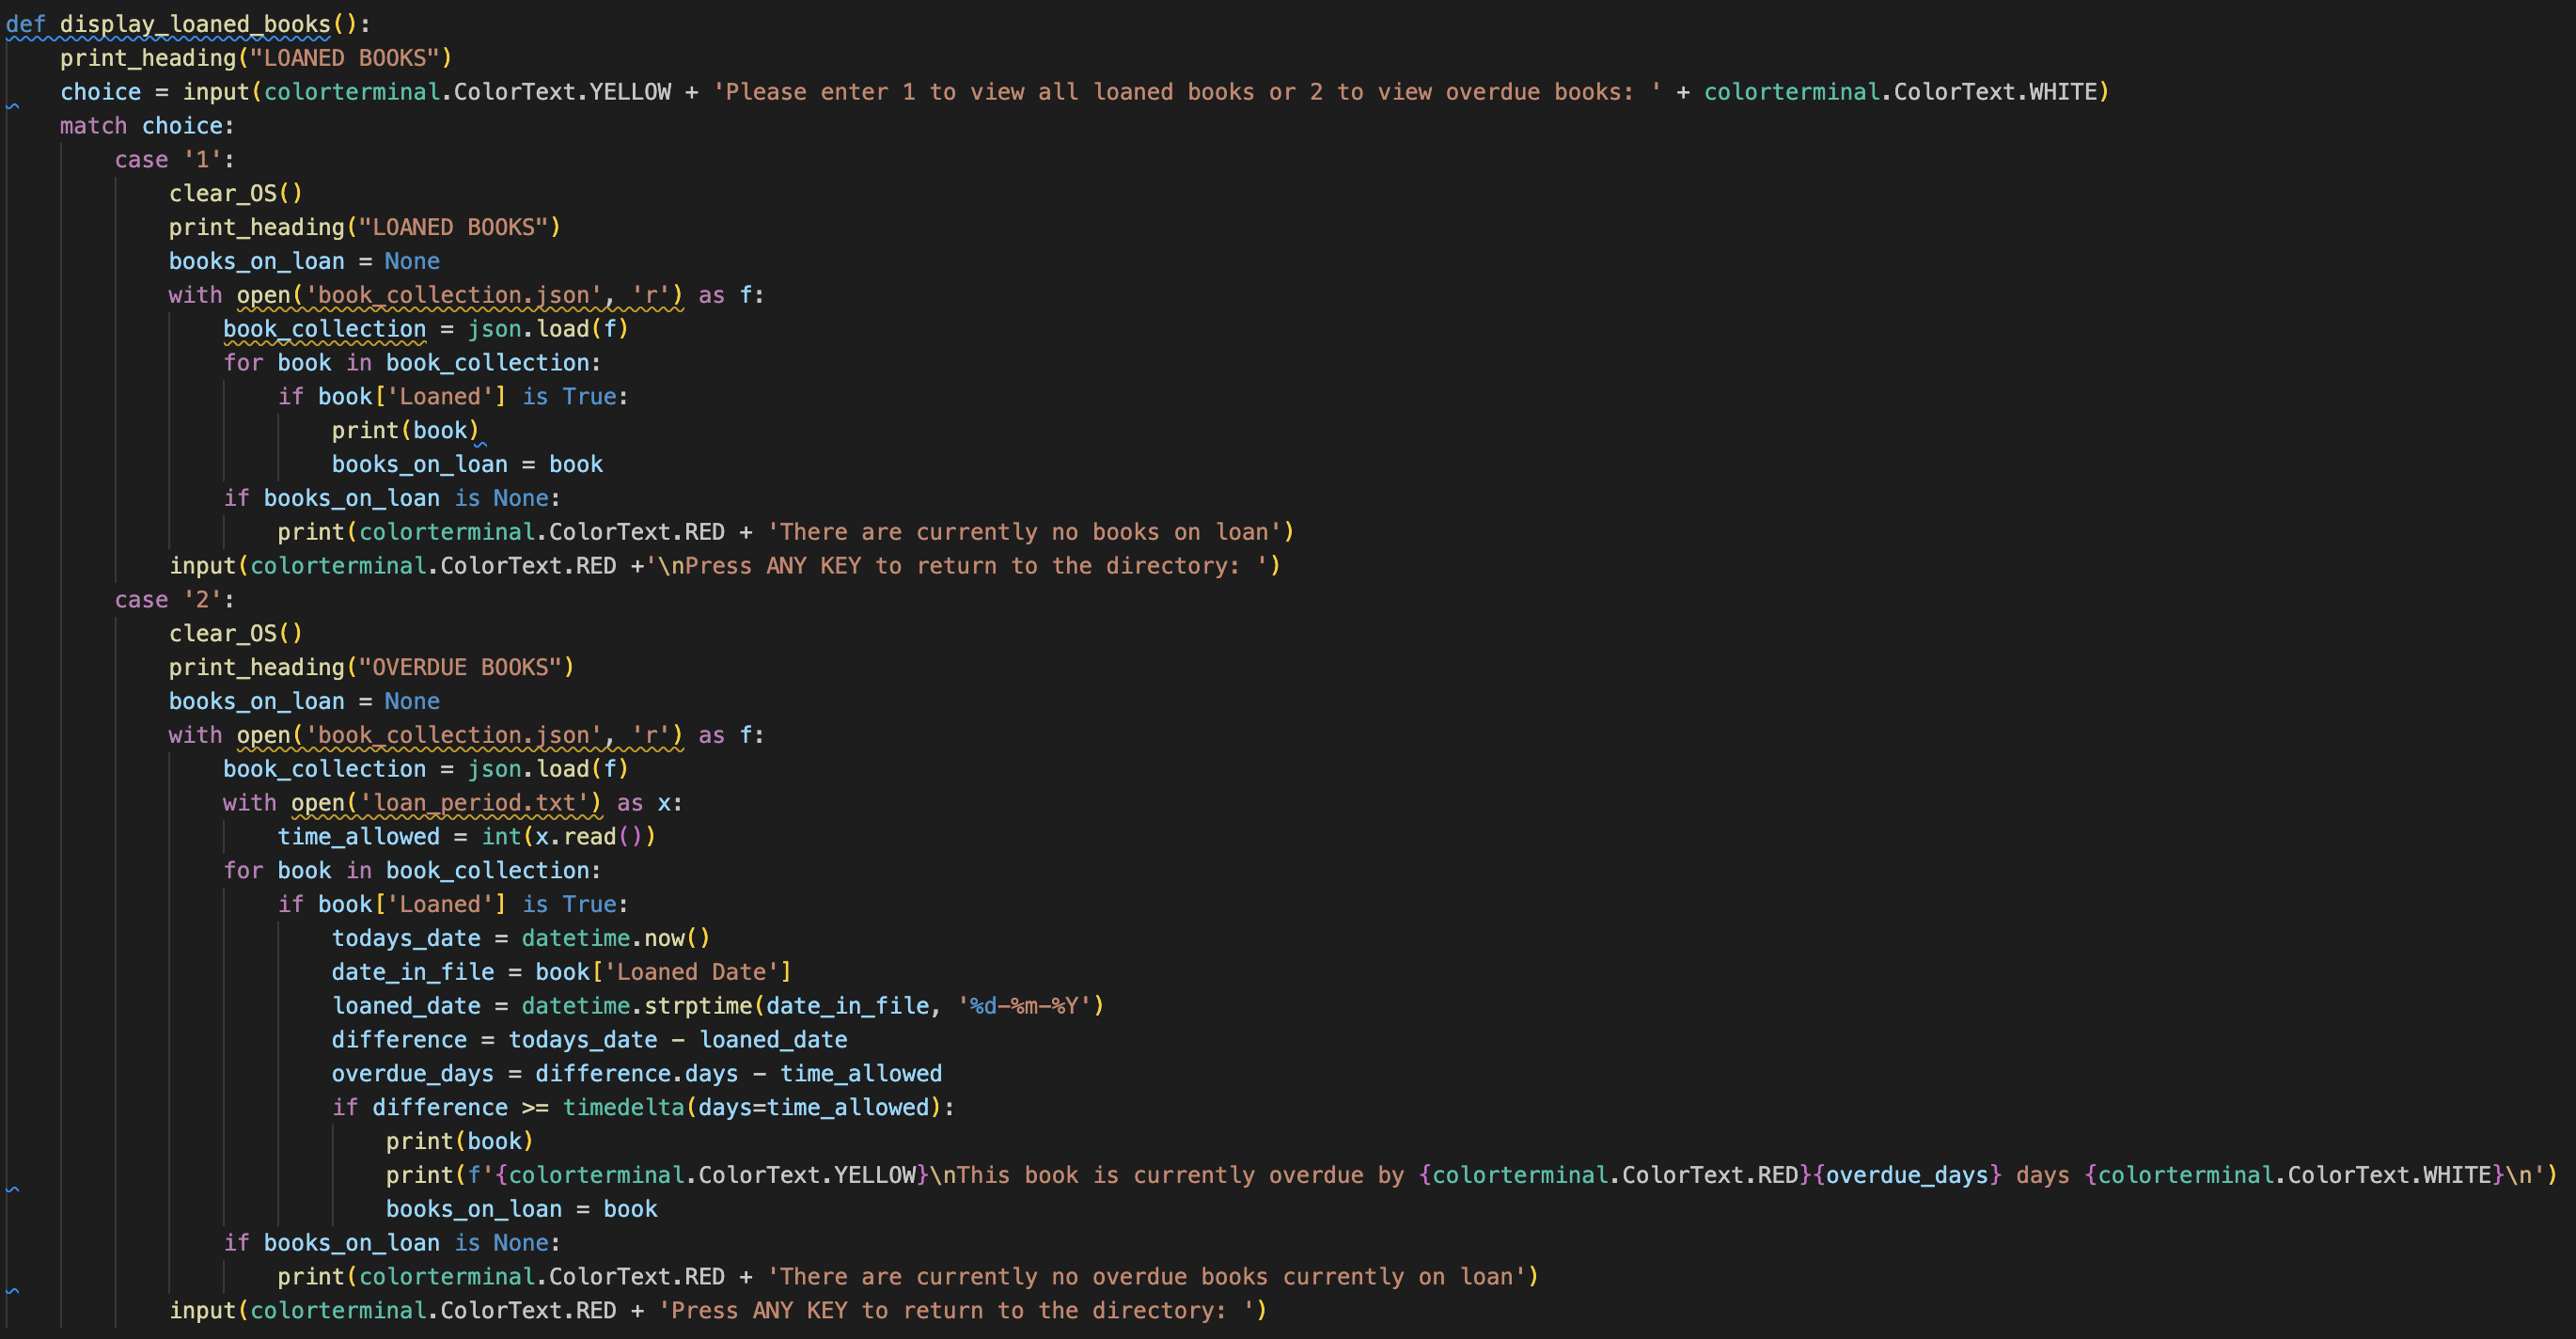 def display_loaned_books():
    print_heading("LOANED BOOKS")
    choice = input(colorterminal.ColorText.YELLOW + 'Please enter 1 to view all loaned books or 2 to view overdue books: ' + colorterminal.ColorText.WHITE)
    match choice:
        case '1':
            clear_OS()
            print_heading("LOANED BOOKS")
            books_on_loan = None
            with open('book_collection.json', 'r') as f:
                book_collection = json.load(f)
                for book in book_collection:
                    if book['Loaned'] is True:
                        print(book)
                        books_on_loan = book
                if books_on_loan is None:
                    print(colorterminal.ColorText.RED + 'There are currently no books on loan')
            input(colorterminal.ColorText.RED +'\nPress ANY KEY to return to the directory: ')
        case '2':
            clear_OS()
            print_heading("OVERDUE BOOKS")
            books_on_loan = None
            with open('book_collection.json', 'r') as f:
                book_collection = json.load(f)
                with open('loan_period.txt') as x:
                    time_allowed = int(x.read())
                for book in book_collection:
                    if book['Loaned'] is True:
                        todays_date = datetime.now()
                        date_in_file = book['Loaned Date']
                        loaned_date = datetime.strptime(date_in_file, '%d-%m-%Y')
                        difference = todays_date - loaned_date
                        overdue_days = difference.days - time_allowed
                        if difference >= timedelta(days=time_allowed):
                            print(book)
                            print(f'{colorterminal.ColorText.YELLOW}\nThis book is currently overdue by {colorterminal.ColorText.RED}{overdue_days} days {colorterminal.ColorText.WHITE}\n')
                            books_on_loan = book
                if books_on_loan is None:
                    print(colorterminal.ColorText.RED + 'There are currently no overdue books currently on loan')
            input(colorterminal.ColorText.RED + 'Press ANY KEY to return to the directory: ')